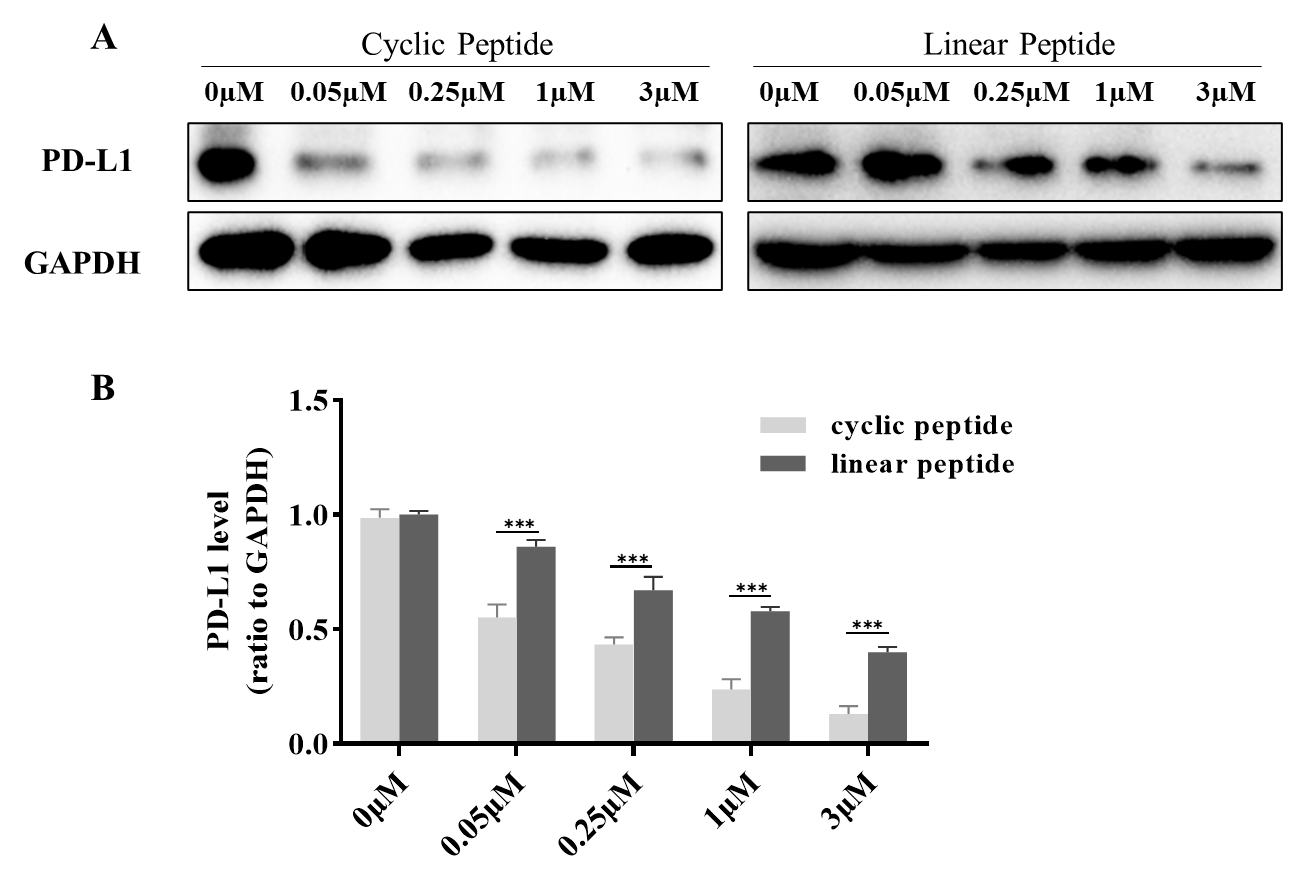 A
Cyclic Peptide
Linear Peptide
0μM 0.05μM 0.25μM 1μM 3μM
0μM 0.05μM 0.25μM 1μM 3μM
PD-L1
GAPDH
B
PD-L1 level
(ratio to GAPDH)
1.5
1.0
0.5
0.0
cyclic peptide
linear peptide
***
***
***
***
0μM
0.05μM
0.25μM
1μM
3μM